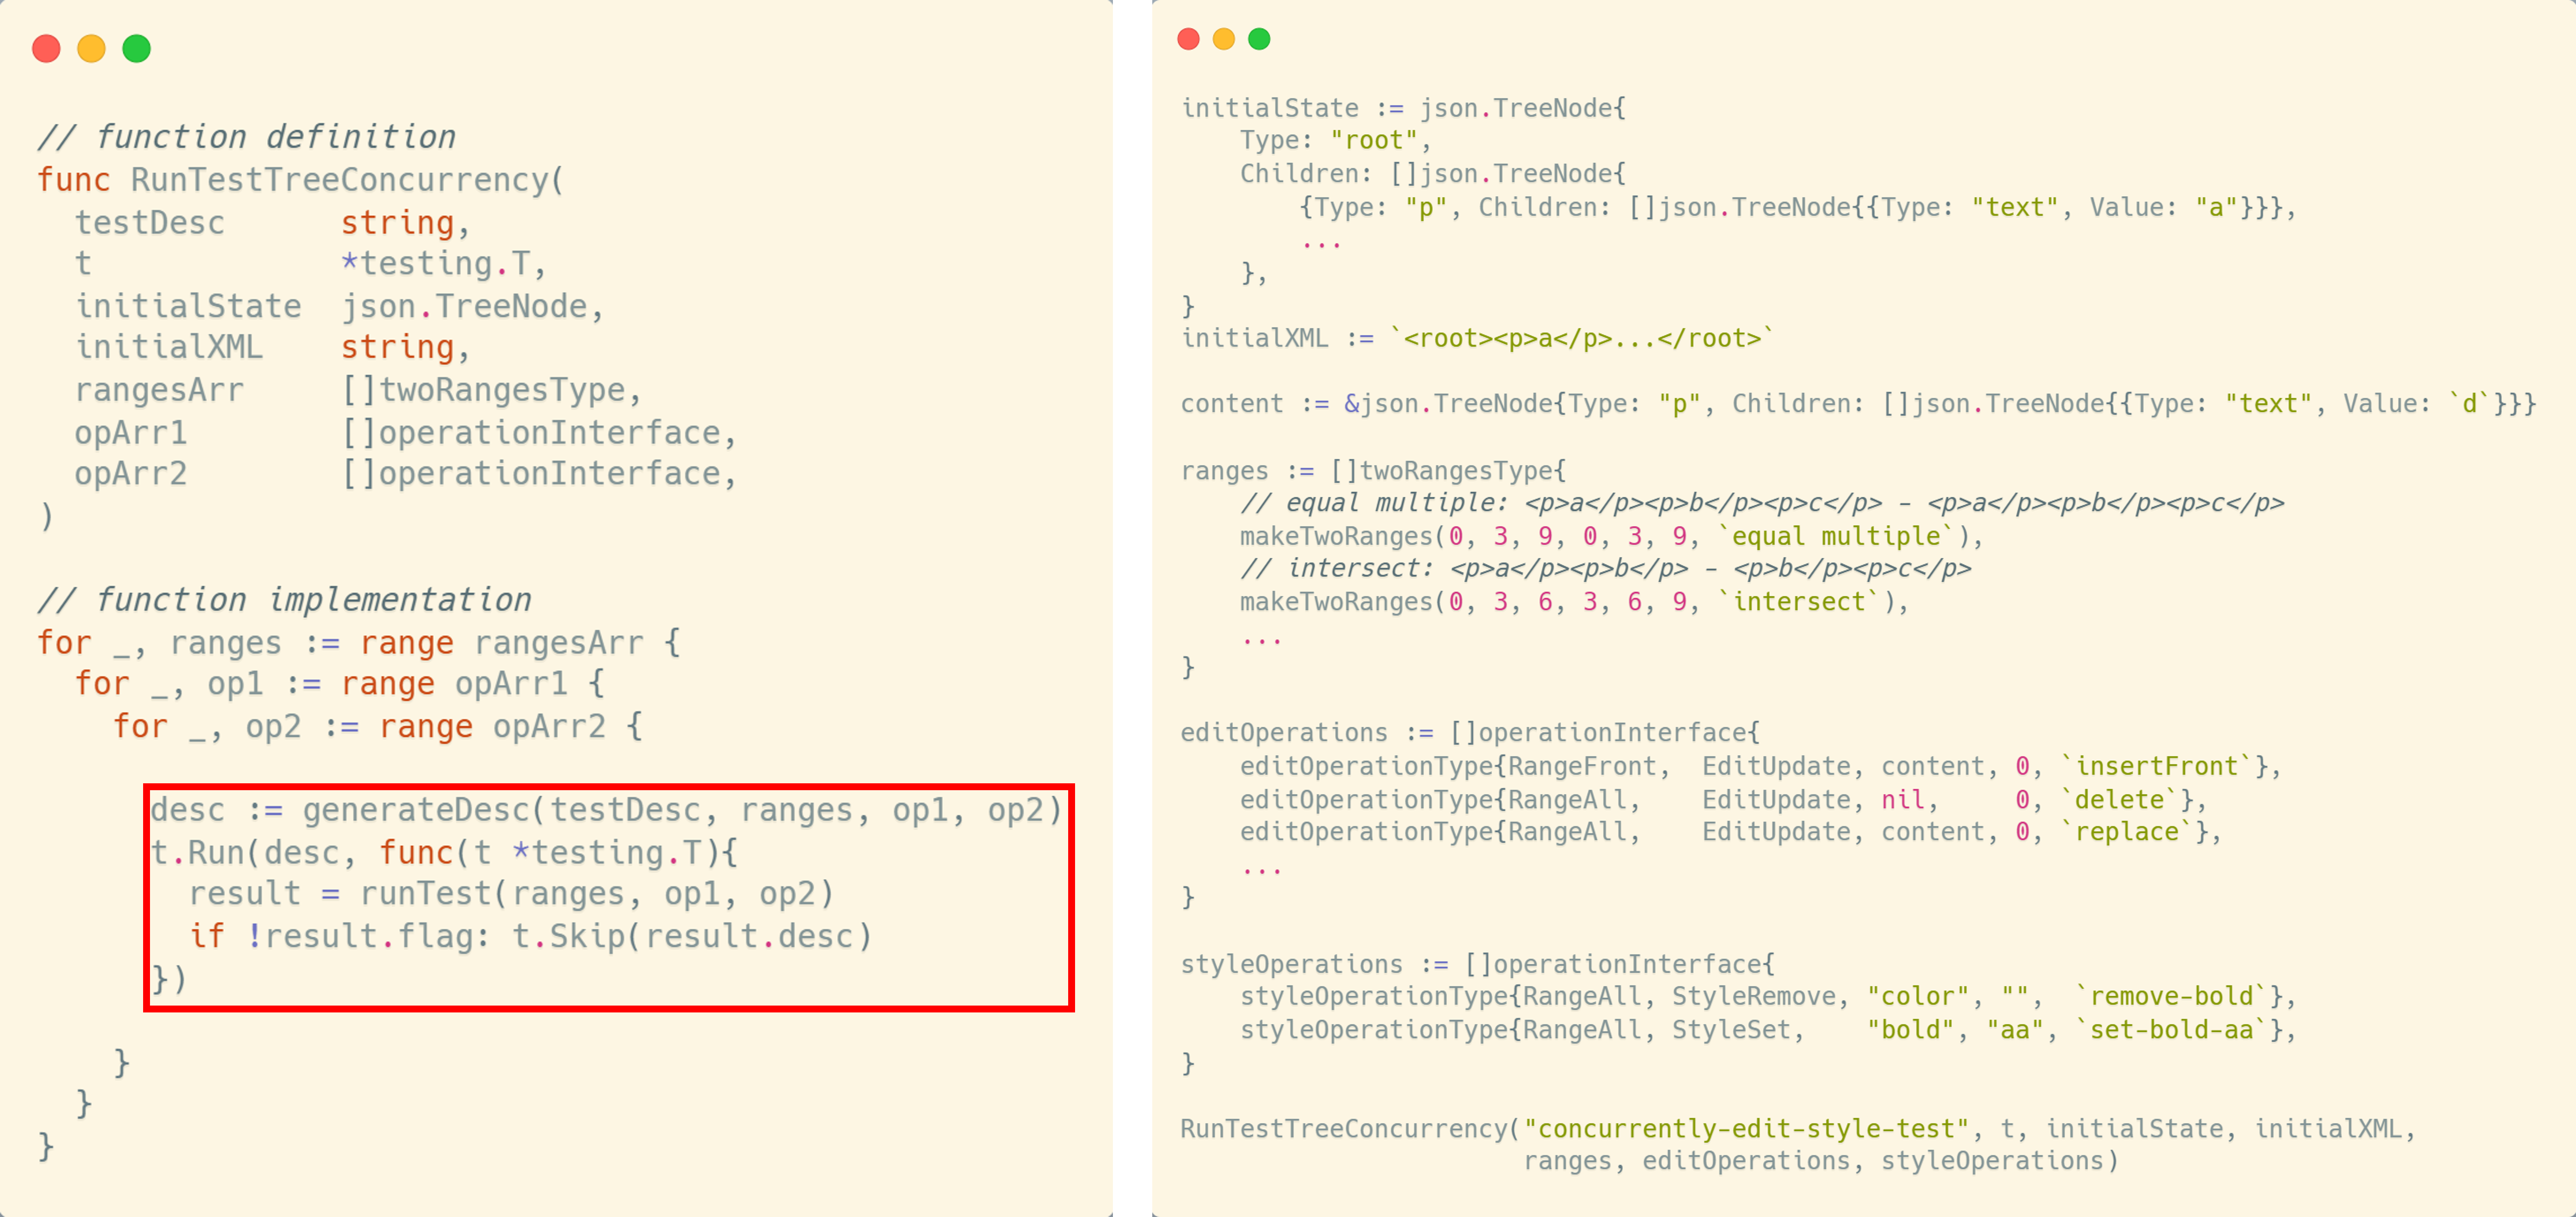 // function definition
func RunTestTreeConcurrency(
  testDesc      string,
  t             *testing.T,
  initialState  json.TreeNode,
  initialXML    string,
  rangesArr     []twoRangesType,
  opArr1        []operationInterface,
  opArr2        []operationInterface,
)

// function implementation
for _, ranges := range rangesArr {
  for _, op1 := range opArr1 {
    for _, op2 := range opArr2 {

      desc := generateDesc(testDesc, ranges, op1, op2)
      t.Run(desc, func(t *testing.T){
        result = runTest(ranges, op1, op2)
        if !result.flag: t.Skip(result.desc)
      })

    }
  }
}

initialState := json.TreeNode{
    Type: "root",
    Children: []json.TreeNode{
        {Type: "p", Children: []json.TreeNode{{Type: "text", Value: "a"}}},
        ...
    },
}
initialXML := `<root><p>a</p>...</root>`

content := &json.TreeNode{Type: "p", Children: []json.TreeNode{{Type: "text", Value: `d`}}}

ranges := []twoRangesType{
    // equal multiple: <p>a</p><p>b</p><p>c</p> - <p>a</p><p>b</p><p>c</p>
    makeTwoRanges(0, 3, 9, 0, 3, 9, `equal multiple`),
    // intersect: <p>a</p><p>b</p> - <p>b</p><p>c</p>
    makeTwoRanges(0, 3, 6, 3, 6, 9, `intersect`),
    ...
}

editOperations := []operationInterface{
    editOperationType{RangeFront,  EditUpdate, content, 0, `insertFront`},
    editOperationType{RangeAll,    EditUpdate, nil,     0, `delete`},
    editOperationType{RangeAll,    EditUpdate, content, 0, `replace`},
    ...
}

styleOperations := []operationInterface{
    styleOperationType{RangeAll, StyleRemove, "color", "",  `remove-bold`},
    styleOperationType{RangeAll, StyleSet,    "bold", "aa", `set-bold-aa`},
}

RunTestTreeConcurrency("concurrently-edit-style-test", t, initialState, initialXML,
                       ranges, editOperations, styleOperations)